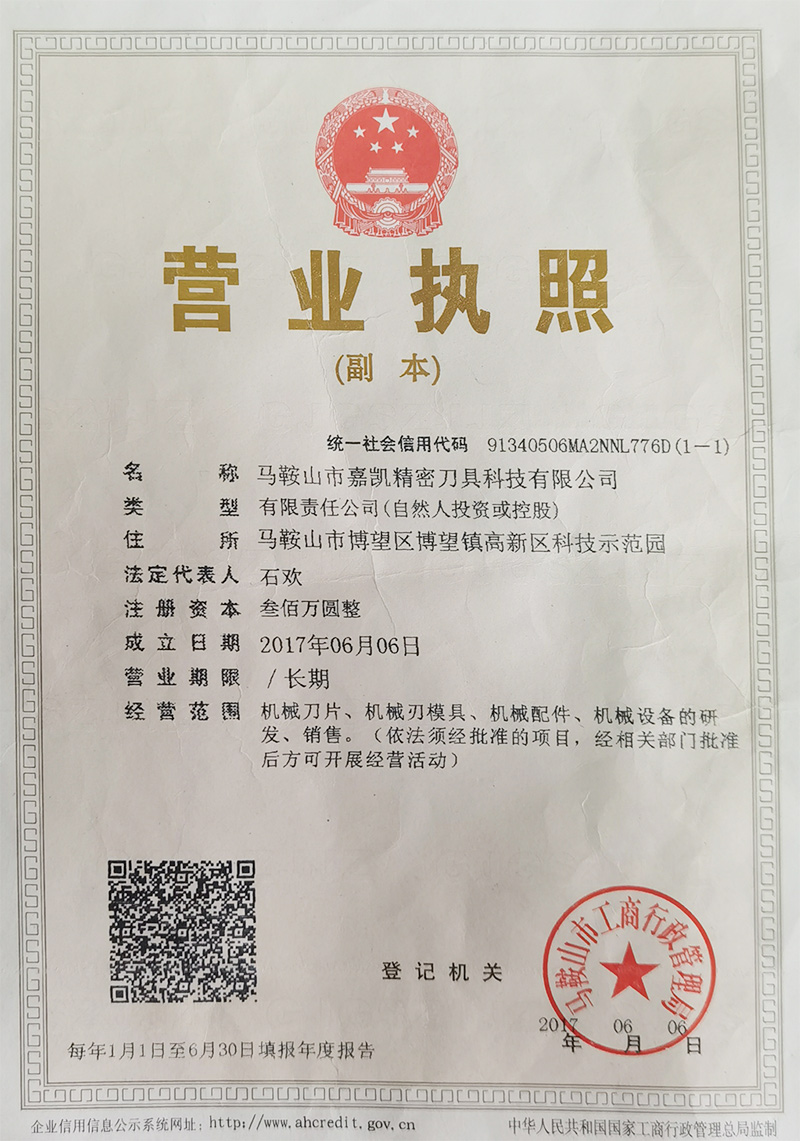 营业执照
(副 本)
统一社会信用代码 91340506MA2NNL776D(1-1)
名称 马鞍山市嘉凯精密刀具科技有限公司
类型 有限责任公司(自然人投资或控股)
住所 马鞍山市博望区博望镇高新区科技示范园
法定代表人 石欢
注册资本 叁佰万圆整
成立日期 2017年06月06日
营业期限 /长期
经营范围 机械刀片、机械刃模具、机械配件、机械设备的研
发、销售。（依法须经批准的项目，经相关部门批准
后方可开展经营活动）
登记机关
马鞍山市工商行政管理局
2017年 06月 06日
每年1月1日至6月30日填报年度报告
企业信用信息公示系统网址：http://www.ahcredit.gov.cn
中华人民共和国国家工商行政管理总局监制